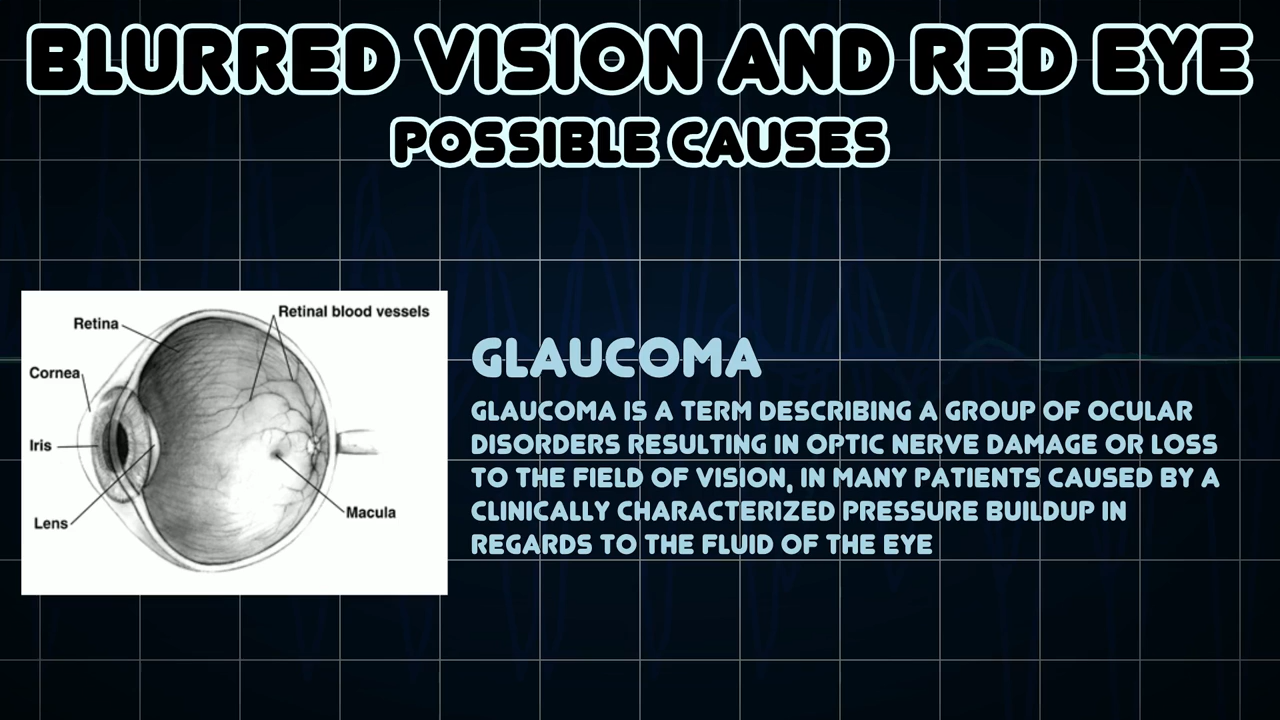 BLURRED VISION AND RED EYE
POSSIBLE CAUSES
Retinal blood vessels
Retina
Cornea
Iris
Lens
Macula
GLAUCOMA
GLAUCOMA IS A TERM DESCRIBING A GROUP OF OCULAR
DISORDERS RESULTING IN OPTIC NERVE DAMAGE OR LOSS
TO THE FIELD OF VISION, IN MANY PATIENTS CAUSED BY A
CLINICALLY CHARACTERIZED PRESSURE BUILDUP IN
REGARDS TO THE FLUID OF THE EYE